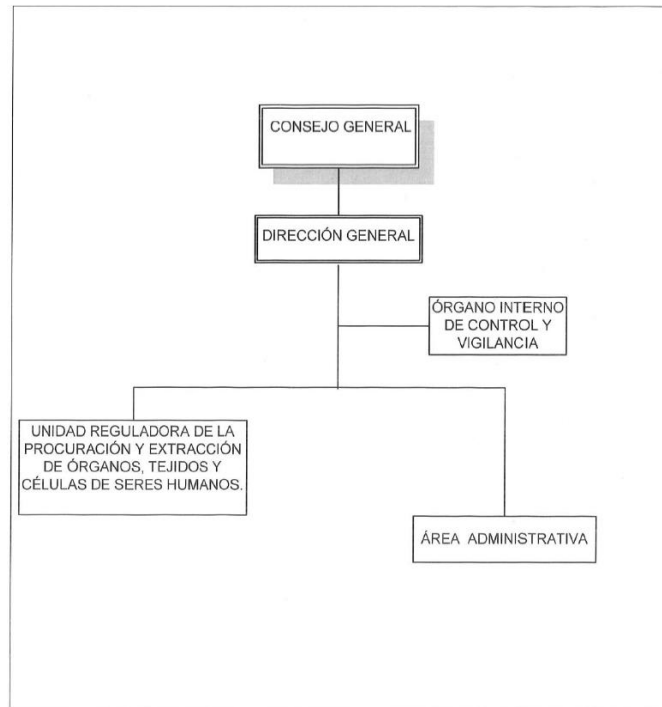 CONSEJO GENERAL
DIRECCIÓN GENERAL
ÓRGANO INTERNO
DE CONTROL Y
VIGILANCIA
UNIDAD REGULADORA DE LA
PROCURACIÓN Y EXTRACCIÓN
DE ÓRGANOS, TEJIDOS Y
CÉLULAS DE SERES HUMANOS.
ÁREA ADMINISTRATIVA